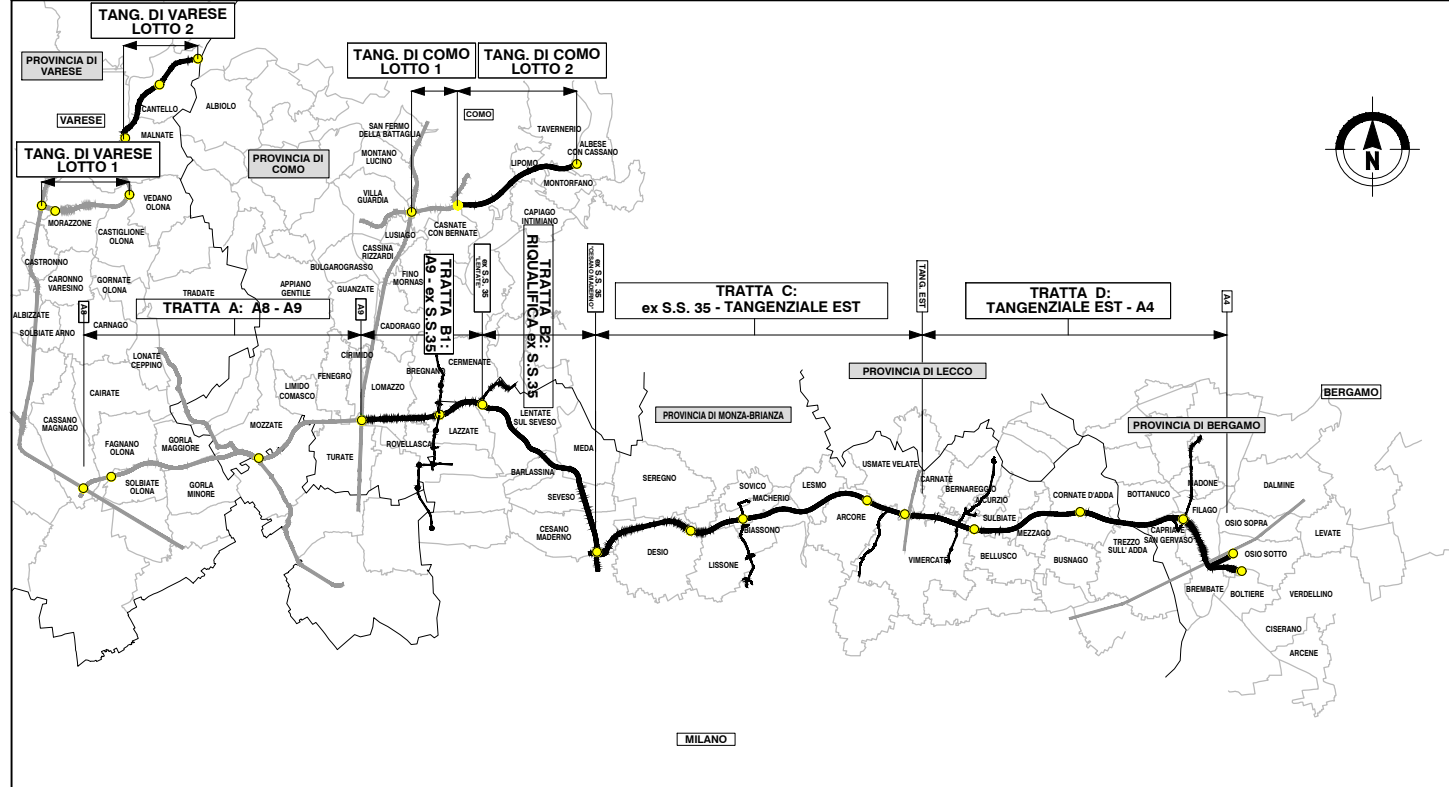 TANG. DI VARESE
LOTTO 2
PROVINCIA DI
VARESE
CANTELLO
ALBIOLO
VARESE
MALNATE
TANG. DI VARESE
LOTTO 1
VEDANO
OLONA
MORAZZONE
CASTIGLIONE
OLONA
PROVINCIA DI
COMO
TANG. DI COMO
LOTTO 1
TANG. DI COMO
LOTTO 2
COMO
SAN FERMO
DELLA BATTAGLIA
MONTANO
LUCINO
VILLA
GUARDIA
TAVERNERIO
ALBESE
CON CASSANO
LIPOMO
MONTORFANO
CAPIAGO
INTIMIANO
CASNATE
CON BERNATE
LUISAGO
CASSINA
RIZZARDI
BULGAROGRASSO
FINO
MORNAS
GUANZATE
APPIANO
GENTILE
CASTRONNO
CARONNO
VARESINO
GORNATE
OLONA
TRADATE
ALBIZZATE
SOLBIATE ARNO
CARNAGO
A8
TRATTA A: A8 - A9
A9
TRATTA B1:
A9 - ex S.S.35
ex S.S. 35
"LENTATE"
TRATTA B2:
RIQUALIFICA ex S.S.35
ex S.S. 35
"CESANO MADERNO"
TRATTA C:
ex S.S. 35 - TANGENZIALE EST
TANG. EST
TRATTA D:
TANGENZIALE EST - A4
A4
N
CADORAGO
CIRIMIDO
FENEGRO
LOMAZZO
BREGNANO
CERMENATE
LONATE
CEPPINO
CAIRATE
LIMIDO
COMASCO
CASSANO
MAGNAGO
FAGNANO
OLONA
GORLA
MAGGIORE
MOZZATE
SOLBIATE
OLONA
GORLA
MINORE
TURATE
ROVELLASCA
LAZZATE
LENTATE
SUL SEVESO
MEDA
BARLASSINA
SEVESO
CESANO
MADERNO
PROVINCIA DI MONZA-BRIANZA
PROVINCIA DI LECCO
BERGAMO
PROVINCIA DI BERGAMO
SEREGNO
DESIO
SOVICO
MACHERIO
BIASSONO
LISSONE
LESMO
ARCORE
USMATE VELATE
CARNATE
BERNAREGGIO
AICURZIO
SULBIATE
VIMERCATE
BELLUSCO
MEZZAGO
CORNATE D'ADDA
BUSNAGO
TREZZO
SULL' ADDA
BOTTANUCO
MADONE
FILAGO
CAPRIATE
SAN GERVASO
DALMINE
OSIO SOPRA
OSIO SOTTO
LEVATE
BREMBATE
BOLTIERE
VERDELLINO
CISERANO
ARCENE
MILANO